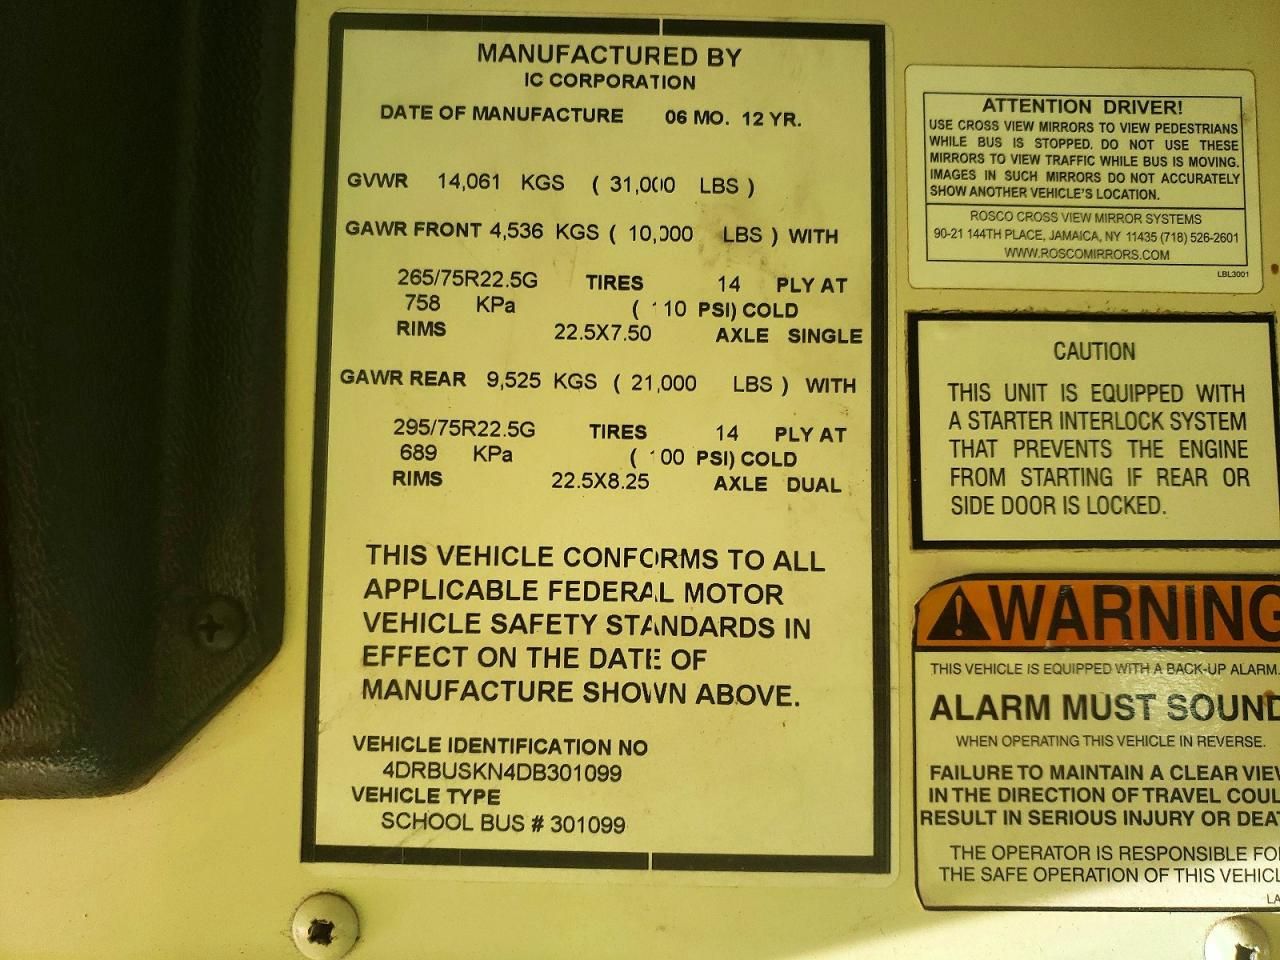 MANUFACTURED BY
IC CORPORATION
DATE OF MANUFACTURE 06 MO. 12 YR.
GVWR 14,061 KGS ( 31,000 LBS )
GAWR FRONT 4,536 KGS ( 10,000 LBS ) WITH
265/75R22.5G TIRES 14 PLY AT
758 KPa ( 110 PSI) COLD
RIMS 22.5X7.50 AXLE SINGLE
GAWR REAR 9,525 KGS ( 21,000 LBS ) WITH
295/75R22.5G TIRES 14 PLY AT
689 KPa ( 100 PSI) COLD
RIMS 22.5X8.25 AXLE DUAL
THIS VEHICLE CONFORMS TO ALL
APPLICABLE FEDERAL MOTOR
VEHICLE SAFETY STANDARDS IN
EFFECT ON THE DATE OF
MANUFACTURE SHOWN ABOVE.
VEHICLE IDENTIFICATION NO
4DRBUSKN4DB301099
VEHICLE TYPE
SCHOOL BUS # 301099
ATTENTION DRIVER!
USE CROSS VIEW MIRRORS TO VIEW PEDESTRIANS
WHILE BUS IS STOPPED. DO NOT USE THESE
MIRRORS TO VIEW TRAFFIC WHILE BUS IS MOVING.
IMAGES IN SUCH MIRRORS DO NOT ACCURATELY
SHOW ANOTHER VEHICLE'S LOCATION.
ROSCO CROSS VIEW MIRROR SYSTEMS
90-21 144TH PLACE, JAMAICA, NY 11435 (718) 526-2601
WWW.ROSCOMIRRORS.COM
LBL3001
CAUTION
THIS UNIT IS EQUIPPED WITH
A STARTER INTERLOCK SYSTEM
THAT PREVENTS THE ENGINE
FROM STARTING IF REAR OR
SIDE DOOR IS LOCKED.
WARNING
THIS VEHICLE IS EQUIPPED WITH A BACK-UP ALARM.
ALARM MUST SOUND
WHEN OPERATING THIS VEHICLE IN REVERSE.
FAILURE TO MAINTAIN A CLEAR VIEW
IN THE DIRECTION OF TRAVEL COUL
RESULT IN SERIOUS INJURY OR DEAT
THE OPERATOR IS RESPONSIBLE FO
THE SAFE OPERATION OF THIS VEHICL
LA